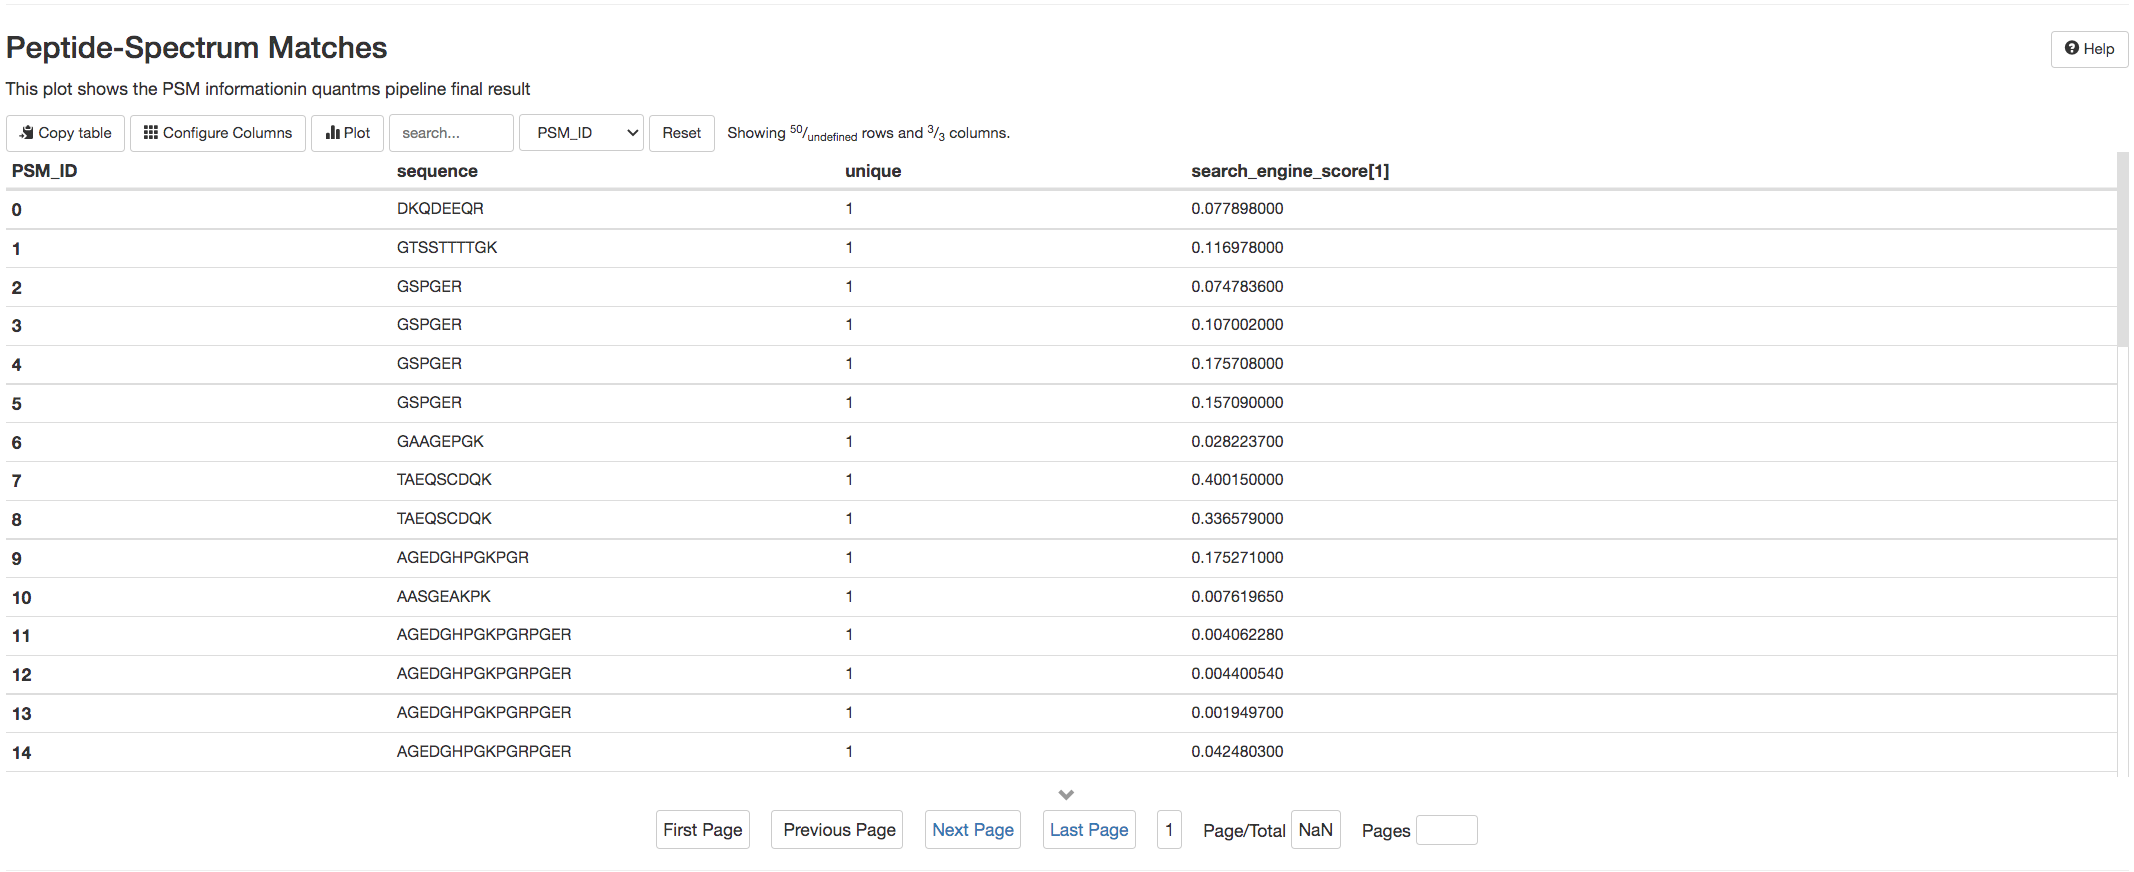 Peptide-Spectrum Matches
Help
This plot shows the PSM informationin quantms pipeline final result
Copy table Configure Columns Plot search... PSM_ID Reset Showing 50/undefined rows and 3/3 columns.
PSM_ID sequence unique search_engine_score[1]
0 DKQDEEQR 1 0.077898000
1 GTSSTTTTGK 1 0.116978000
2 GSPGER 1 0.074783600
3 GSPGER 1 0.107002000
4 GSPGER 1 0.175708000
5 GSPGER 1 0.157090000
6 GAAGEPGK 1 0.028223700
7 TAEQSCDQK 1 0.400150000
8 TAEQSCDQK 1 0.336579000
9 AGEDGHPGKPGR 1 0.175271000
10 AASGEAKPK 1 0.007619650
11 AGEDGHPGKPGRPGER 1 0.004062280
12 AGEDGHPGKPGRPGER 1 0.004400540
13 AGEDGHPGKPGRPGER 1 0.001949700
14 AGEDGHPGKPGRPGER 1 0.042480300
First Page Previous Page Next Page Last Page 1 Page/Total NaN Pages